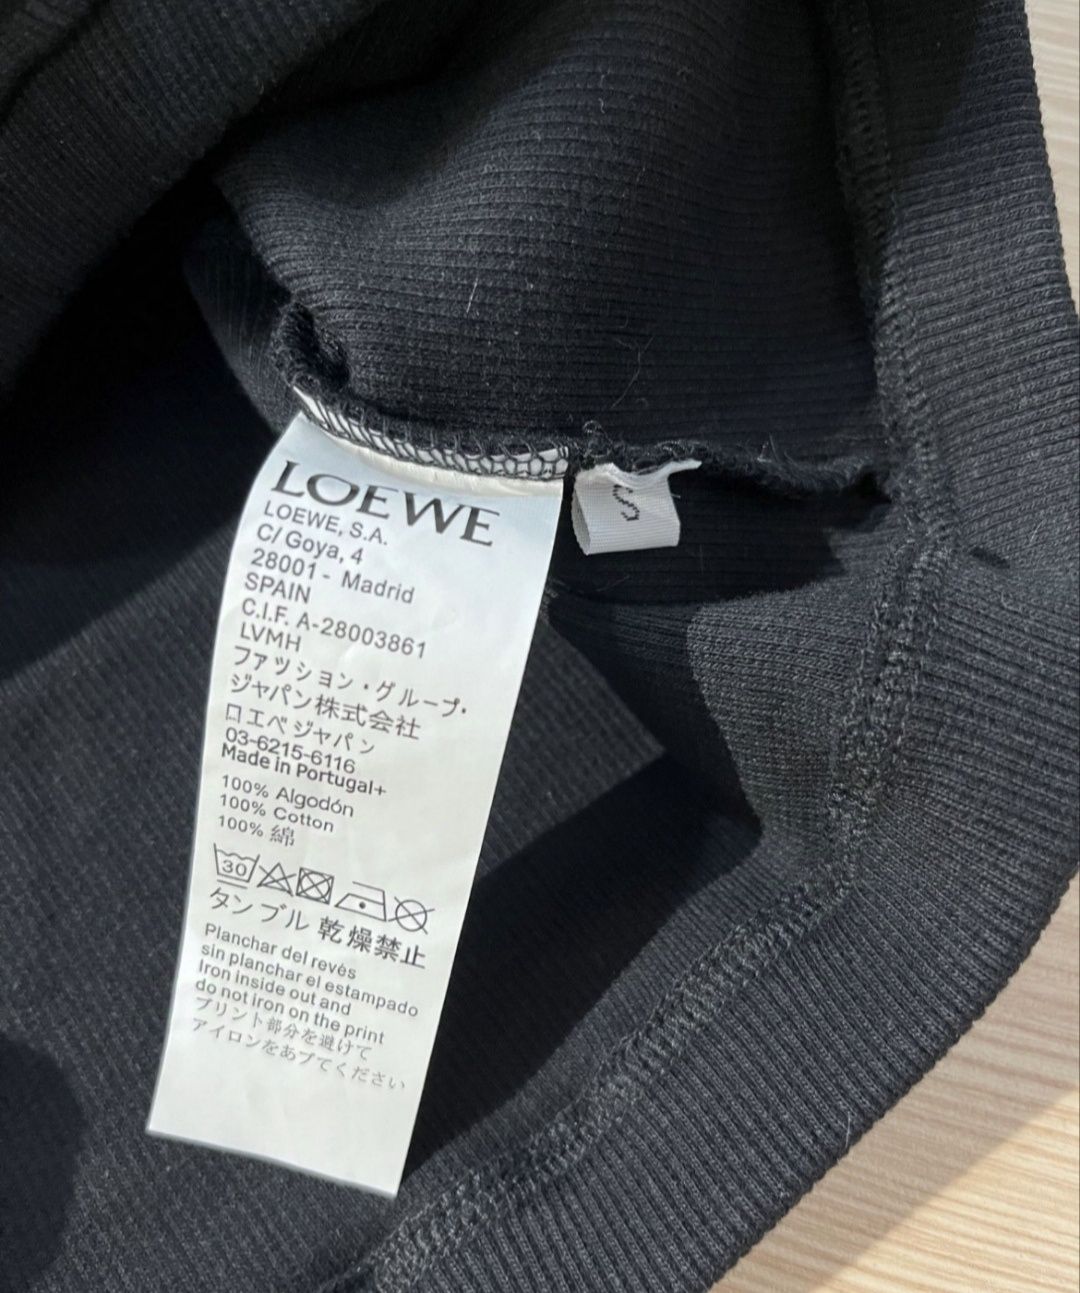 LOEWE
LOEWE, S.A.
C/ Goya, 4
28001 - Madrid
SPAIN
C.I.F. A-28003861
LVMH
ファッション・グループ・
ジャパン株式会社
ロエベジャパン
03-6215-6116
Made in Portugal+
100% Algodón
100% Cotton
100% 綿
30
タンブル乾燥禁止
Planchar del revés
sin planchar el estampado
Iron inside out and
do not iron on the print
プリント部分を避けて
アイロンをあブてください
S